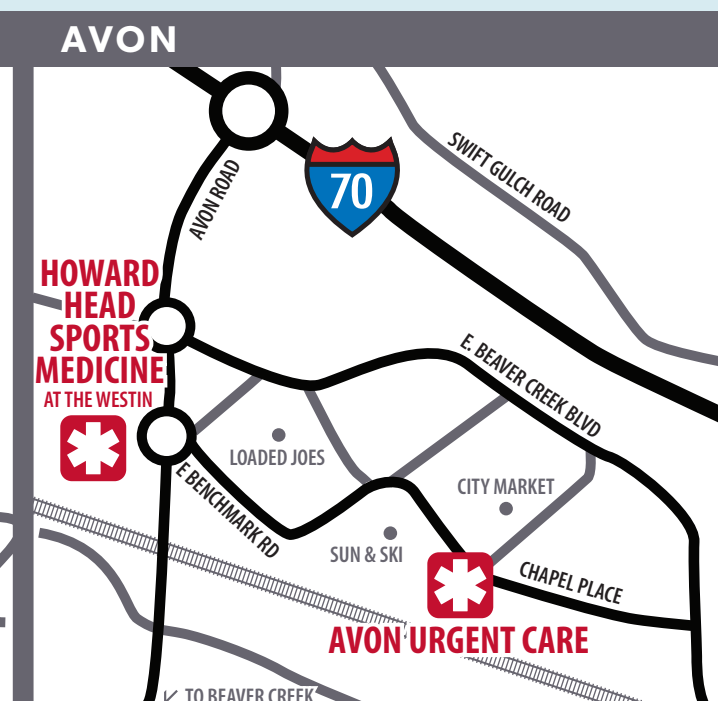 AVON
SWIFT GULCH ROAD
AVON ROAD
70
HOWARD
HEAD
SPORTS
MEDICINE
AT THE WESTIN
E. BEAVER CREEK BLVD
LOADED JOES
E BENCHMARK RD
CITY MARKET
SUN & SKI
CHAPEL PLACE
AVON URGENT CARE
TO BEAVER CREEK